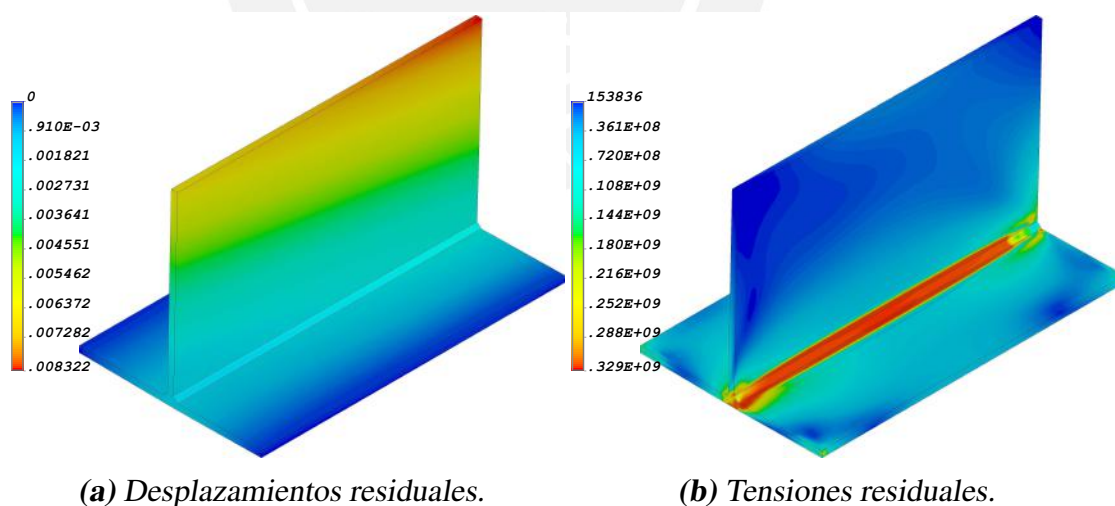 0
.910E-03
.001821
.002731
.003641
.004551
.005462
.006372
.007282
.008322
153836
.361E+08
.720E+08
.108E+09
.144E+09
.180E+09
.216E+09
.252E+09
.288E+09
.329E+09
(a) Desplazamientos residuales.
(b) Tensiones residuales.